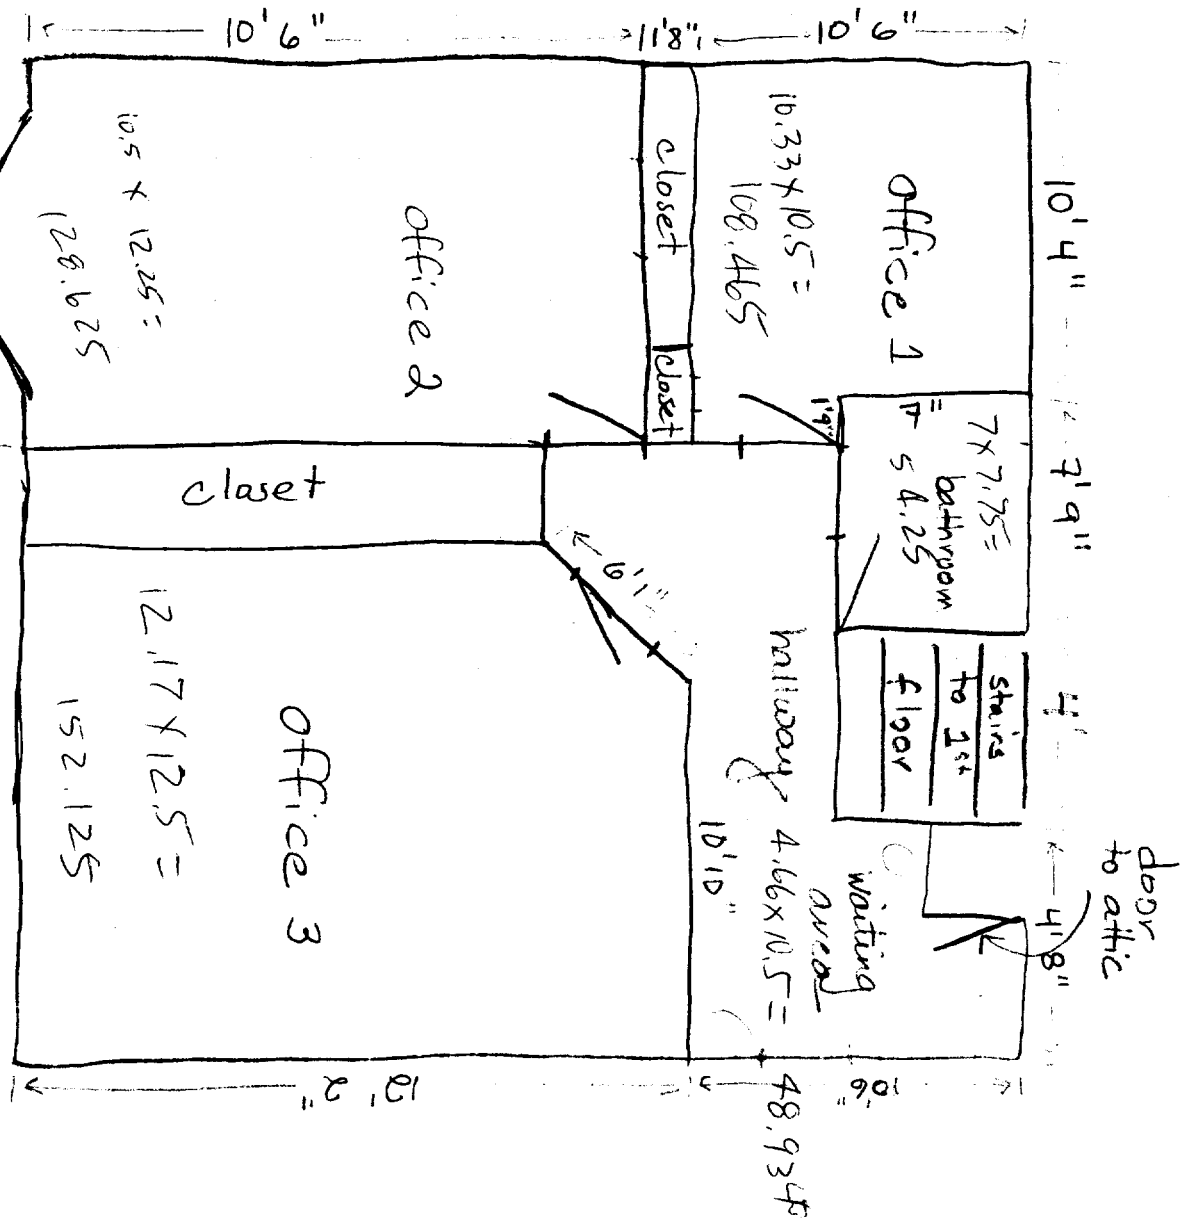 10'6"
1'8"
10'6"
10'4"
7'9"
4'
4'8"
door
to attic
office 1
10.33x10.5=
108.465
closet
closet
office 2
10.5 x 12.25=
128.625
1'9"
7"
7x7.75=
bathroom
54.25
stairs
to 1st
floor
closet
6'1"
hallway 4.66x10.5= 48.934
waiting
area
10'10"
office 3
12.17x12.5=
152.125
12'2"
10'6"